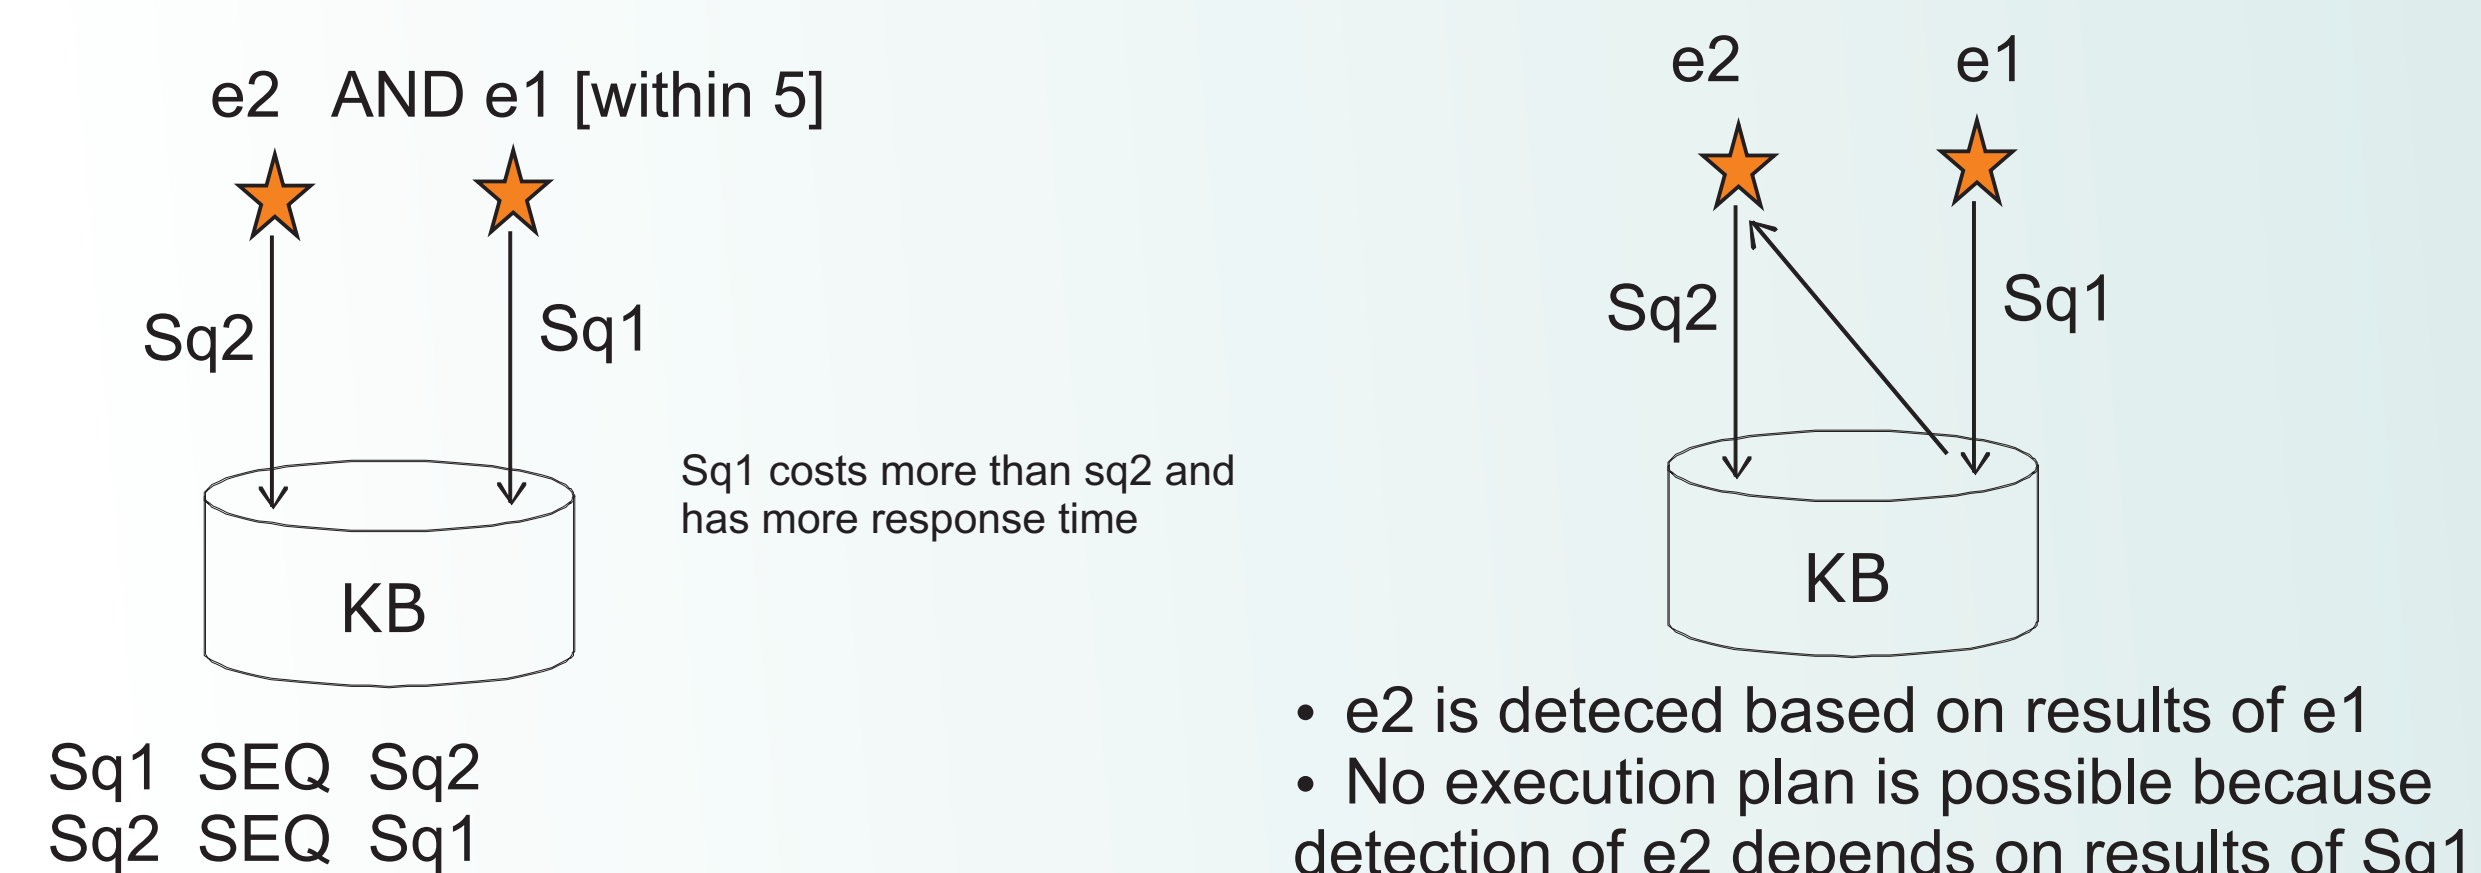 e2 AND e1 [within 5]
Sq2
Sq1
Sq1 costs more than sq2 and
has more response time
KB
Sq1 SEQ Sq2
Sq2 SEQ Sq1
e2
e1
Sq2
Sq1
KB
• e2 is deteced based on results of e1
• No execution plan is possible because
detection of e2 depends on results of Sq1